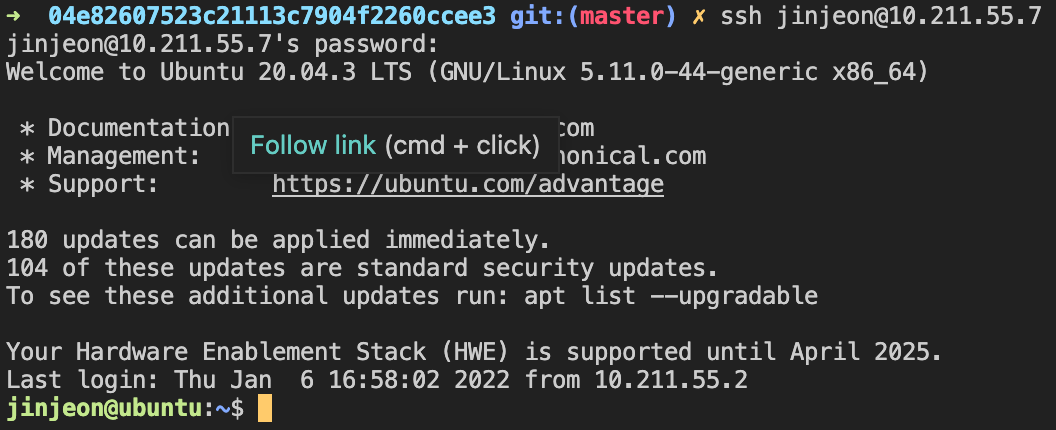 ➜ 04e82607523c21113c7904f2260ccee3 git:(master) ✗ ssh jinjeon@10.211.55.7
jinjeon@10.211.55.7's password:
Welcome to Ubuntu 20.04.3 LTS (GNU/Linux 5.11.0-44-generic x86_64)
* Documentation com
Follow link (cmd + click)
* Management: nonical.com
* Support: https://ubuntu.com/advantage
180 updates can be applied immediately.
104 of these updates are standard security updates.
To see these additional updates run: apt list --upgradable
Your Hardware Enablement Stack (HWE) is supported until April 2025.
Last login: Thu Jan  6 16:58:02 2022 from 10.211.55.2
jinjeon@ubuntu:~$